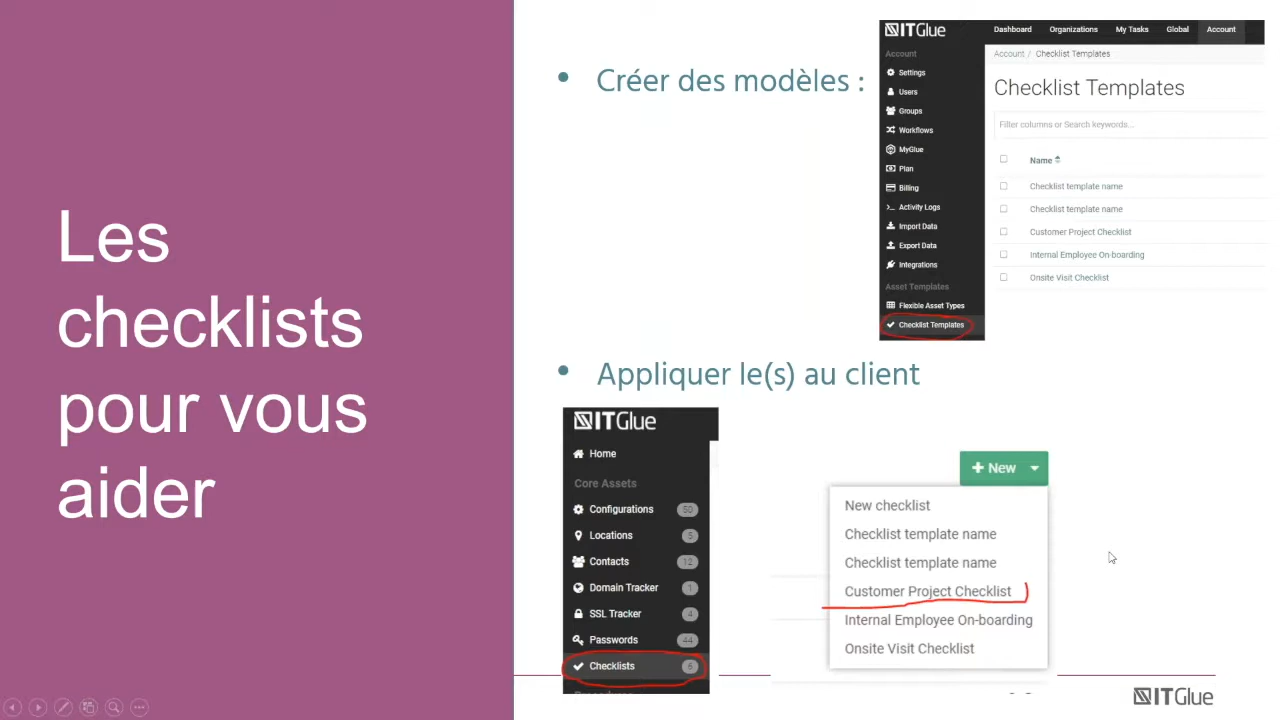 Les
checklists
pour vous
aider
• Créer des modèles :
ITGlue
Dashboard Organizations My Tasks Global Account
Account
Settings
Users
Groups
Workflows
MyGlue
Plan
Billing
Activity Logs
Import Data
Export Data
Integrations
Asset Templates
Flexible Asset Types
Checklist Templates
Account / Checklist Templates
Checklist Templates
Filter columns or Search keywords...
Name
Checklist template name
Checklist template name
Customer Project Checklist
Internal Employee On-boarding
Onsite Visit Checklist
• Appliquer le(s) au client
ITGlue
Home
Core Assets
Configurations 50
Locations 5
Contacts 12
Domain Tracker 1
SSL Tracker 4
Passwords 44
Checklists 6
+ New
New checklist
Checklist template name
Checklist template name
Customer Project Checklist
Internal Employee On-boarding
Onsite Visit Checklist
ITGlue